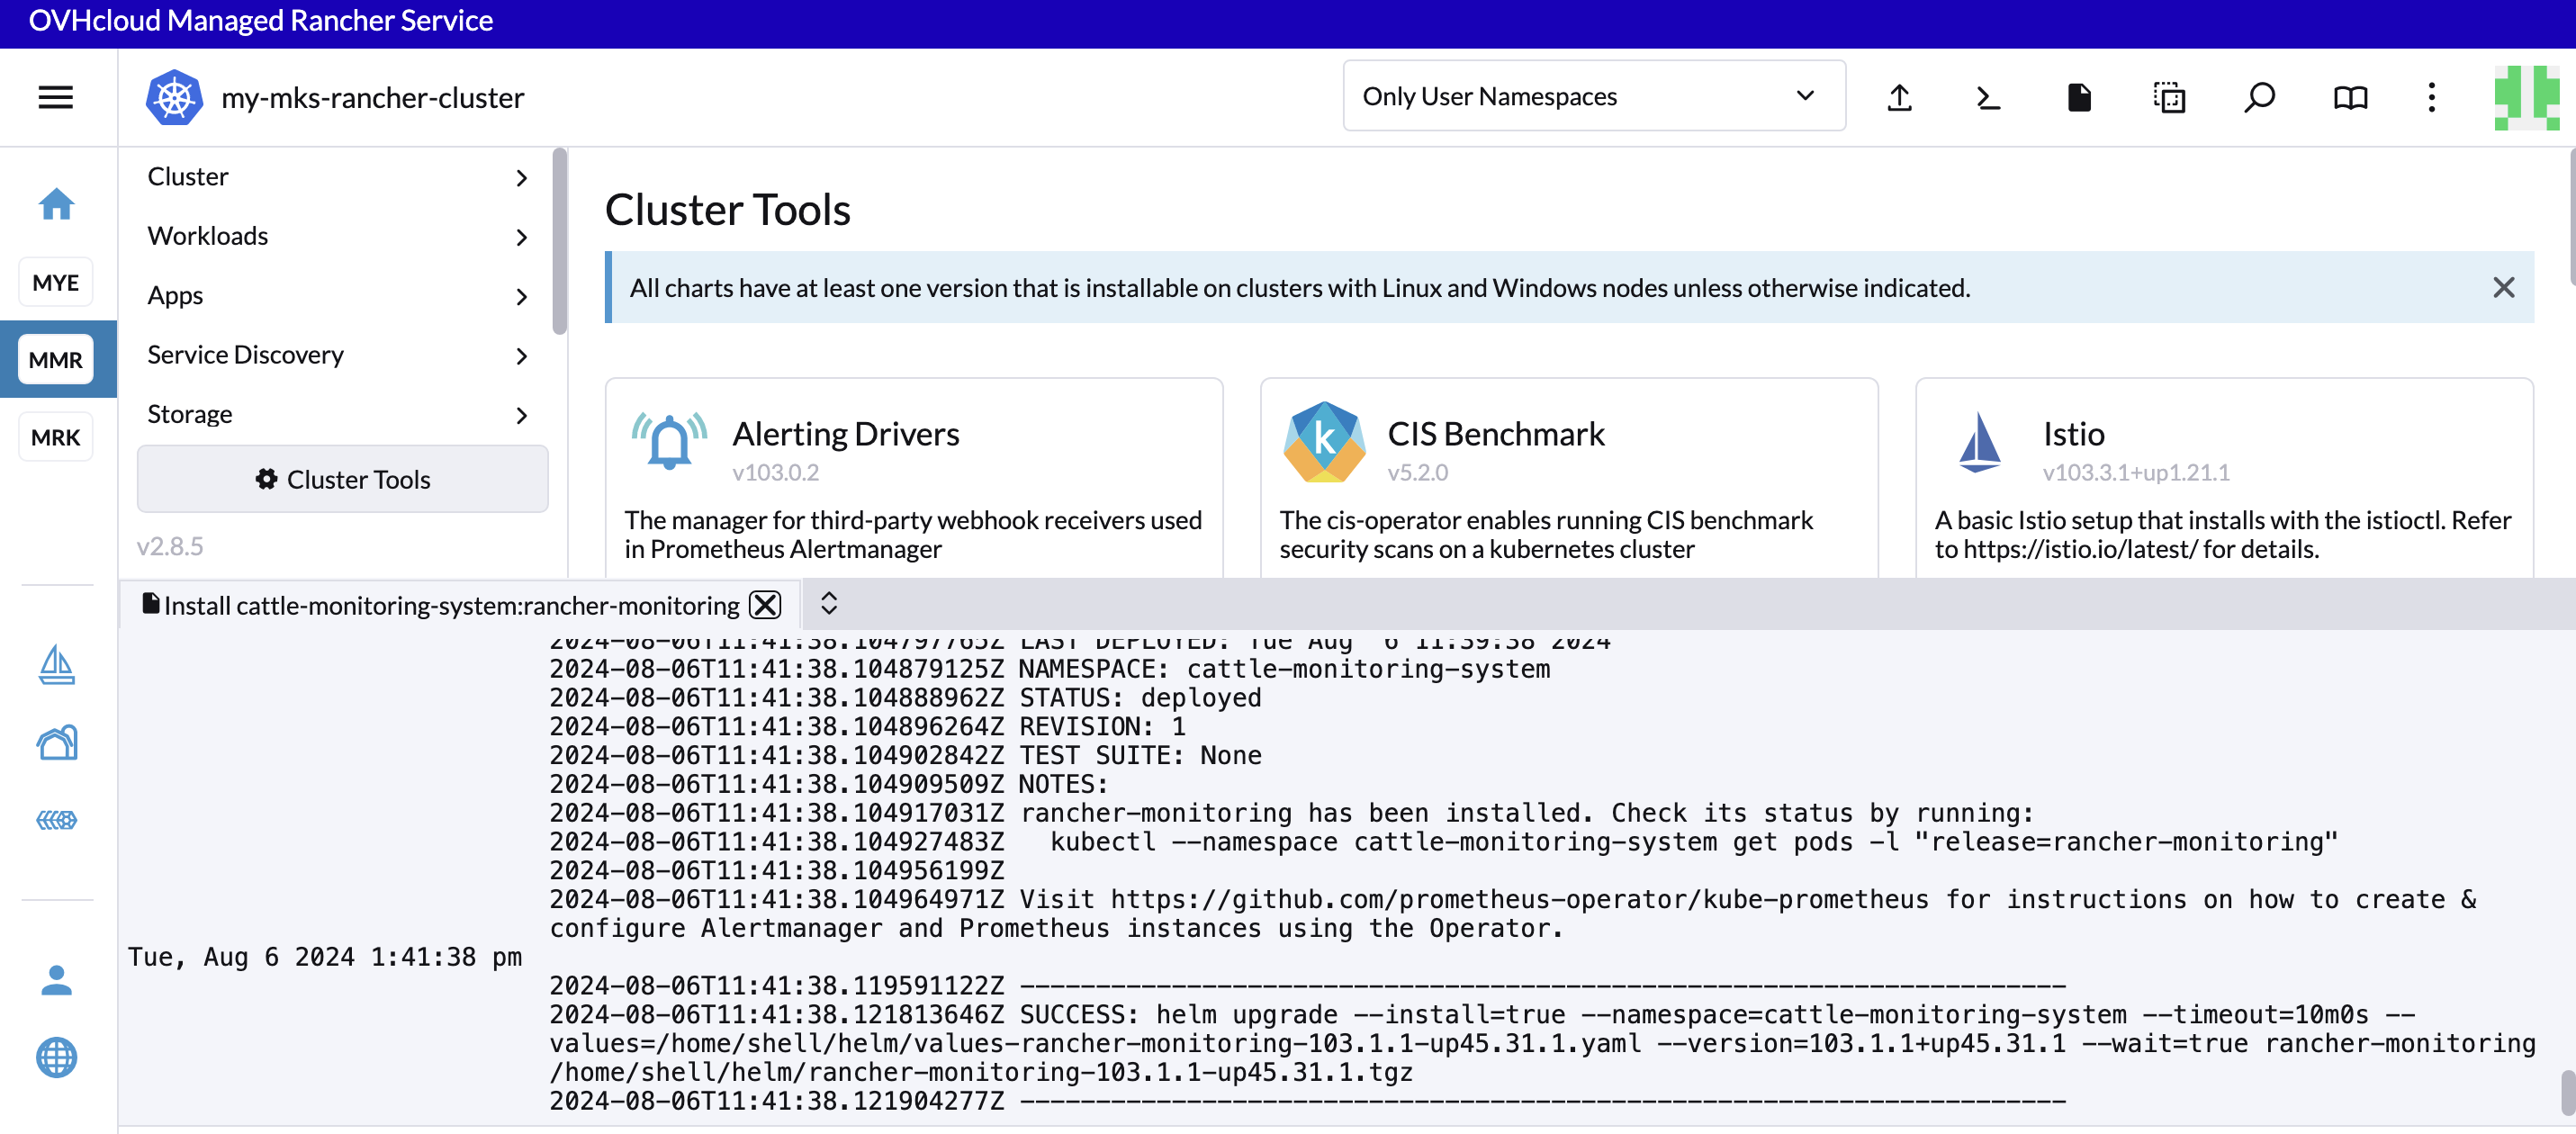 OVHcloud Managed Rancher Service
my-mks-rancher-cluster
Only User Namespaces
MYE
MMR
MRK
Cluster
Workloads
Apps
Service Discovery
Storage
Cluster Tools
v2.8.5
Cluster Tools
All charts have at least one version that is installable on clusters with Linux and Windows nodes unless otherwise indicated.
Alerting Drivers
v103.0.2
The manager for third-party webhook receivers used
in Prometheus Alertmanager
k
CIS Benchmark
v5.2.0
The cis-operator enables running CIS benchmark
security scans on a kubernetes cluster
Istio
v103.3.1+up1.21.1
A basic Istio setup that installs with the istioctl. Refer
to https://istio.io/latest/ for details.
Install cattle-monitoring-system:rancher-monitoring
2024-08-06T11:41:38.104797765Z LAST DEPLOYED: Tue Aug  6 11:39:38 2024
2024-08-06T11:41:38.104879125Z NAMESPACE: cattle-monitoring-system
2024-08-06T11:41:38.104888962Z STATUS: deployed
2024-08-06T11:41:38.104896264Z REVISION: 1
2024-08-06T11:41:38.104902842Z TEST SUITE: None
2024-08-06T11:41:38.104909509Z NOTES:
2024-08-06T11:41:38.104917031Z rancher-monitoring has been installed. Check its status by running:
2024-08-06T11:41:38.104927483Z   kubectl --namespace cattle-monitoring-system get pods -l "release=rancher-monitoring"
2024-08-06T11:41:38.104956199Z
2024-08-06T11:41:38.104964971Z Visit https://github.com/prometheus-operator/kube-prometheus for instructions on how to create &
configure Alertmanager and Prometheus instances using the Operator.
Tue, Aug 6 2024 1:41:38 pm
2024-08-06T11:41:38.119591122Z ---------------------------------------------------------------------
2024-08-06T11:41:38.121813646Z SUCCESS: helm upgrade --install=true --namespace=cattle-monitoring-system --timeout=10m0s --
values=/home/shell/helm/values-rancher-monitoring-103.1.1-up45.31.1.yaml --version=103.1.1+up45.31.1 --wait=true rancher-monitoring
/home/shell/helm/rancher-monitoring-103.1.1-up45.31.1.tgz
2024-08-06T11:41:38.121904277Z ---------------------------------------------------------------------